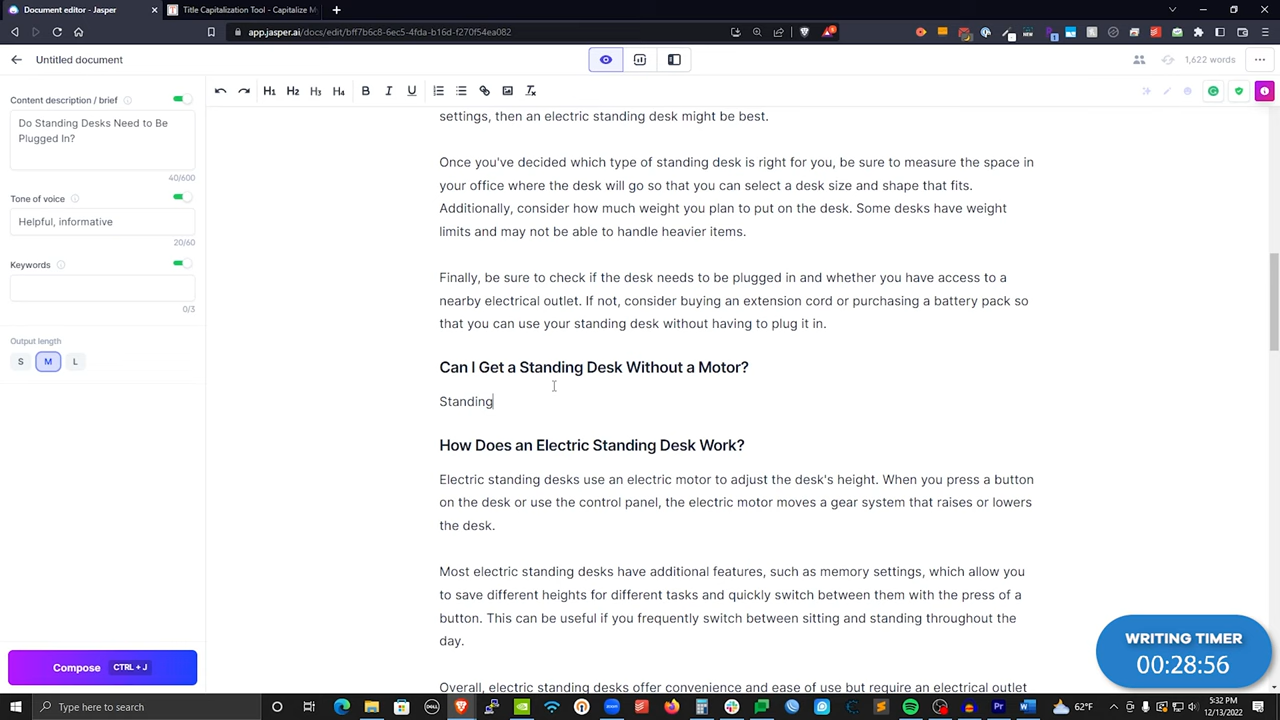 Document editor - Jasper
Title Capitalization Tool - Capitalize M
app.jasper.ai/docs/edit/bff7b6c8-6ec5-4fda-b16d-f270f54ea082
Untitled document
1,622 words
H1 H2 H3 H4 B I U
Content description / brief
Do Standing Desks Need to Be
Plugged In?
40/600
Tone of voice
Helpful, informative
20/60
Keywords
0/3
Output length
S M L
Compose CTRL + J
settings, then an electric standing desk might be best.
Once you've decided which type of standing desk is right for you, be sure to measure the space in
your office where the desk will go so that you can select a desk size and shape that fits.
Additionally, consider how much weight you plan to put on the desk. Some desks have weight
limits and may not be able to handle heavier items.
Finally, be sure to check if the desk needs to be plugged in and whether you have access to a
nearby electrical outlet. If not, consider buying an extension cord or purchasing a battery pack so
that you can use your standing desk without having to plug it in.
Can I Get a Standing Desk Without a Motor?
Standing
How Does an Electric Standing Desk Work?
Electric standing desks use an electric motor to adjust the desk's height. When you press a button
on the desk or use the control panel, the electric motor moves a gear system that raises or lowers
the desk.
Most electric standing desks have additional features, such as memory settings, which allow you
to save different heights for different tasks and quickly switch between them with the press of a
button. This can be useful if you frequently switch between sitting and standing throughout the
day.
Overall, electric standing desks offer convenience and ease of use but require an electrical outlet
WRITING TIMER
00:28:56
Type here to search
62°F
5:32 PM
12/13/2022